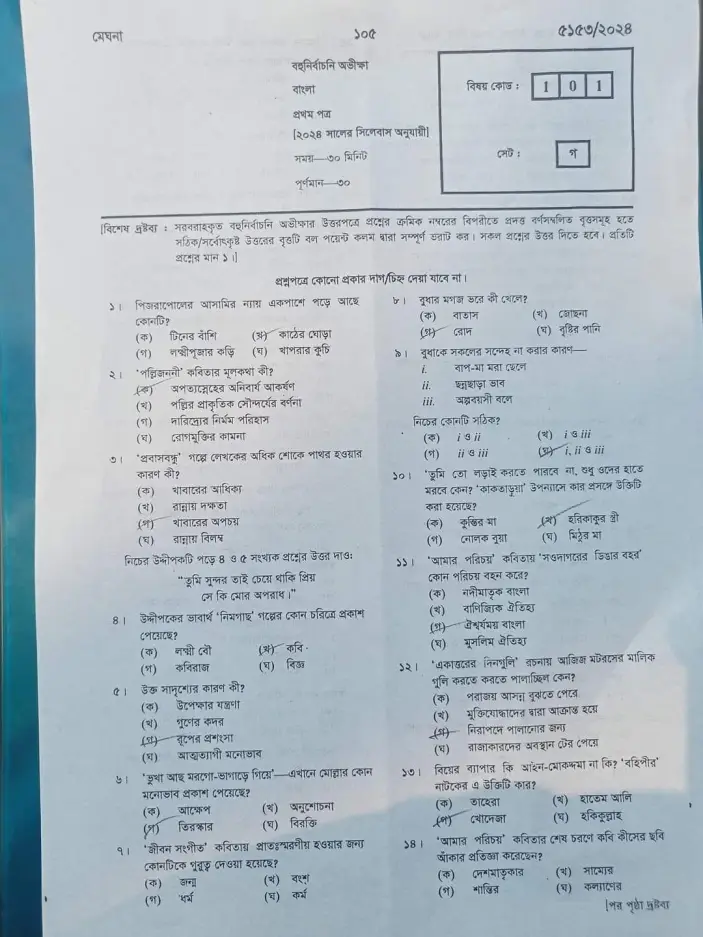 মেঘনা
১০৫
৫১৫৩/২০২৪
বহুনির্বাচনি অভীক্ষা
বাংলা
প্রথম পত্র
[২০২৪ সালের সিলেবাস অনুযায়ী]
সময়—৩০ মিনিট
পূর্ণমান—৩০
বিষয় কোড : 1 0 1
সেট : গ
[বিশেষ দ্রষ্টব্য : সরবরাহকৃত বহুনির্বাচনি অভীক্ষার উত্তরপত্রে প্রশ্নের ক্রমিক নম্বরের বিপরীতে প্রদত্ত বর্ণসম্বলিত বৃত্তসমূহ হতে
সঠিক/সর্বোৎকৃষ্ট উত্তরের বৃত্তটি বল পয়েন্ট কলম দ্বারা সম্পূর্ণ ভরাট কর। সকল প্রশ্নের উত্তর দিতে হবে। প্রতিটি
প্রশ্নের মান ১।]
প্রশ্নপত্রে কোনো প্রকার দাগ/চিহ্ন দেয়া যাবে না।
১। পিজরাপোলের আসামির ন্যায় একপাশে পড়ে আছে
কোনটি?
(ক) টিনের বাঁশি (খ) কাঠের ঘোড়া
(গ) লক্ষ্মীপূজার কড়ি (ঘ) খাপরার কুচি
২। 'পল্লিজননী' কবিতার মূলকথা কী?
(ক) অপত্যস্নেহের অনিবার্য আকর্ষণ
(খ) পল্লির প্রাকৃতিক সৌন্দর্যের বর্ণনা
(গ) দারিদ্র্যের নির্মম পরিহাস
(ঘ) রোগমুক্তির কামনা
৩। 'প্রবাসবন্ধু' গল্পে লেখকের অধিক শোকে পাথর হওয়ার
কারণ কী?
(ক) খাবারের আধিক্য
(খ) রান্নায় দক্ষতা
(গ) খাবারের অপচয়
(ঘ) রান্নায় বিলম্ব
নিচের উদ্দীপকটি পড়ে ৪ ও ৫ সংখ্যক প্রশ্নের উত্তর দাও:
"তুমি সুন্দর তাই চেয়ে থাকি প্রিয়
সে কি মোর অপরাধ।"
৪। উদ্দীপকের ভাবার্থ 'নিমগাছ' গল্পের কোন চরিত্রে প্রকাশ
পেয়েছে?
(ক) লক্ষ্মী বৌ (খ) কবি
(গ) কবিরাজ (ঘ) বিজ্ঞ
৫। উক্ত সাদৃশ্যের কারণ কী?
(ক) উপেক্ষার যন্ত্রণা
(খ) গুণের কদর
(গ) রূপের প্রশংসা
(ঘ) আত্মত্যাগী মনোভাব
৬। 'ভুখা আছ মরগো-ভাগাড়ে গিয়ে'—এখানে মোল্লার কোন
মনোভাব প্রকাশ পেয়েছে?
(ক) আক্ষেপ (খ) অনুশোচনা
(গ) তিরস্কার (ঘ) বিরক্তি
৭। 'জীবন সংগীত' কবিতায় প্রাতঃস্মরণীয় হওয়ার জন্য
কোনটিকে গুরুত্ব দেওয়া হয়েছে?
(ক) জন্ম (খ) বংশ
(গ) ধর্ম (ঘ) কর্ম
৮। বুধার মগজ ভরে কী খেলে?
(ক) বাতাস (খ) জোছনা
(গ) রোদ (ঘ) বৃষ্টির পানি
৯। বুধাকে সকলের সন্দেহ না করার কারণ—
i. বাপ-মা মরা ছেলে
ii. ছন্নছাড়া ভাব
iii. অল্পবয়সী বলে
নিচের কোনটি সঠিক?
(ক) i ও ii (খ) i ও iii
(গ) ii ও iii (ঘ) i, ii ও iii
১০। 'তুমি তো লড়াই করতে পারবে না, শুধু ওদের হাতে
মরবে কেন? 'কাকতাড়ুয়া' উপন্যাসে কার প্রসঙ্গে উক্তিটি
করা হয়েছে?
(ক) কুন্তির মা (খ) হরিকাকুর স্ত্রী
(গ) নোলক বুয়া (ঘ) মিঠুর মা
১১। 'আমার পরিচয়' কবিতায় 'সওদাগরের ডিঙার বহর'
কোন পরিচয় বহন করে?
(ক) নদীমাতৃক বাংলা
(খ) বাণিজ্যিক ঐতিহ্য
(গ) ঐশ্বর্যময় বাংলা
(ঘ) মুসলিম ঐতিহ্য
১২। 'একাত্তরের দিনগুলি' রচনায় আজিজ মটরসের মালিক
গুলি করতে করতে পালাচ্ছিল কেন?
(ক) পরাজয় আসন্ন বুঝতে পেরে
(খ) মুক্তিযোদ্ধাদের দ্বারা আক্রান্ত হয়ে
(গ) নিরাপদে পালানোর জন্য
(ঘ) রাজাকারদের অবস্থান টের পেয়ে
১৩। বিয়ের ব্যাপার কি আইন-মোকদ্দমা না কি? 'বহিপীর'
নাটকের এ উক্তিটি কার?
(ক) তাহেরা (খ) হাতেম আলি
(গ) খোদেজা (ঘ) হকিকুল্লাহ
১৪। 'আমার পরিচয়' কবিতার শেষ চরণে কবি কীসের ছবি
আঁকার প্রতিজ্ঞা করেছেন?
(ক) দেশমাতৃকার (খ) সাম্যের
(গ) শান্তির (ঘ) কল্যাণের
[পর পৃষ্ঠা দ্রষ্টব্য